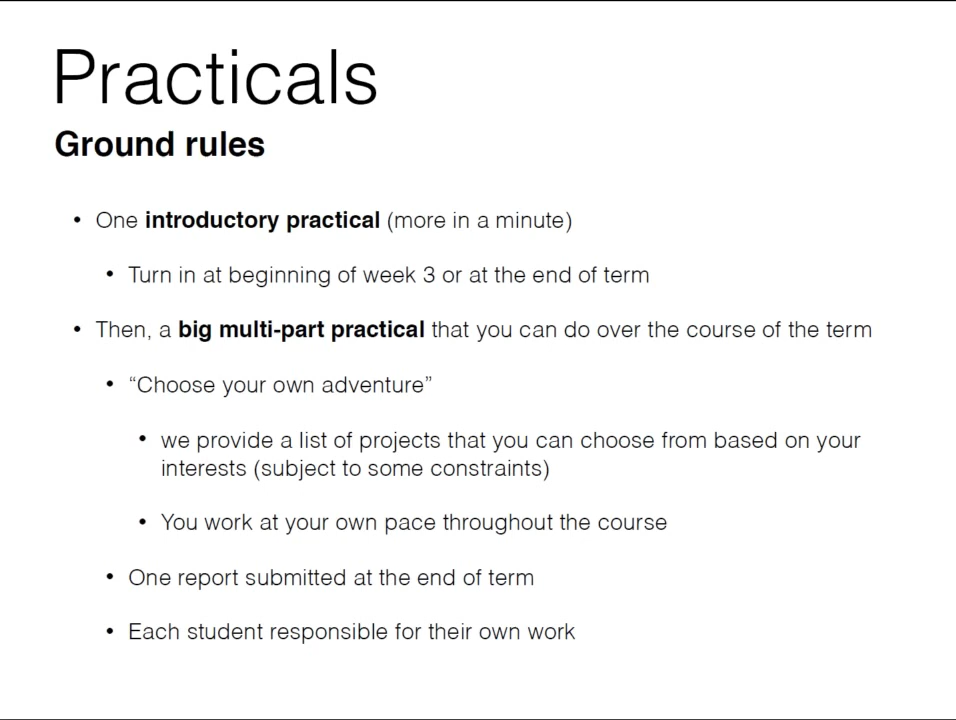 Practicals
Ground rules
• One introductory practical (more in a minute)
• Turn in at beginning of week 3 or at the end of term
• Then, a big multi-part practical that you can do over the course of the term
• “Choose your own adventure”
• we provide a list of projects that you can choose from based on your
interests (subject to some constraints)
• You work at your own pace throughout the course
• One report submitted at the end of term
• Each student responsible for their own work